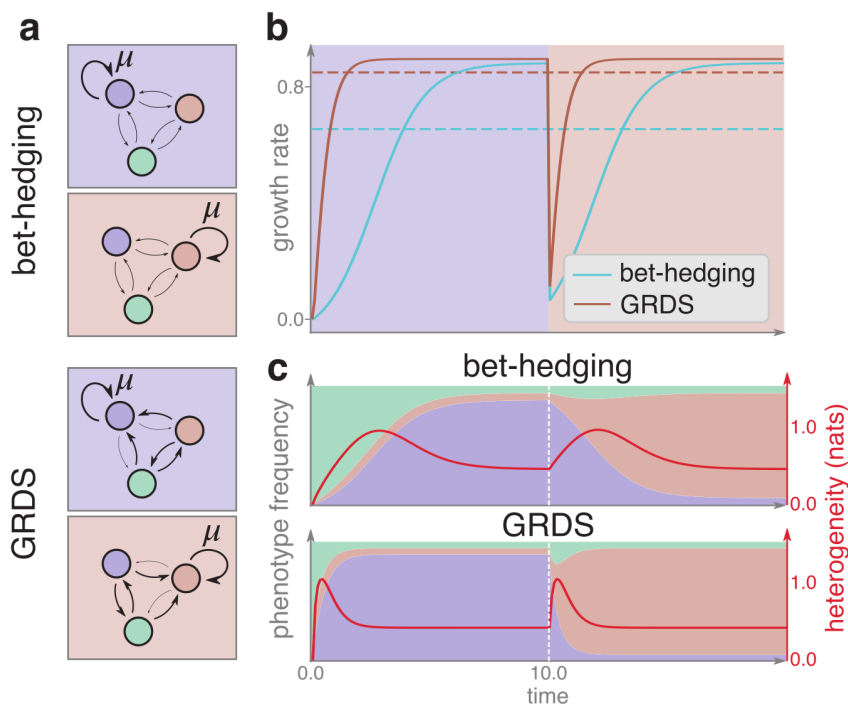 a
bet-hedging
μ
μ
GRDS
μ
μ
b
growth rate
0.8
0.0
bet-hedging
GRDS
c
bet-hedging
phenotype frequency
heterogeneity (nats)
1.0
0.0
GRDS
1.0
0.0
0.0
10.0
time